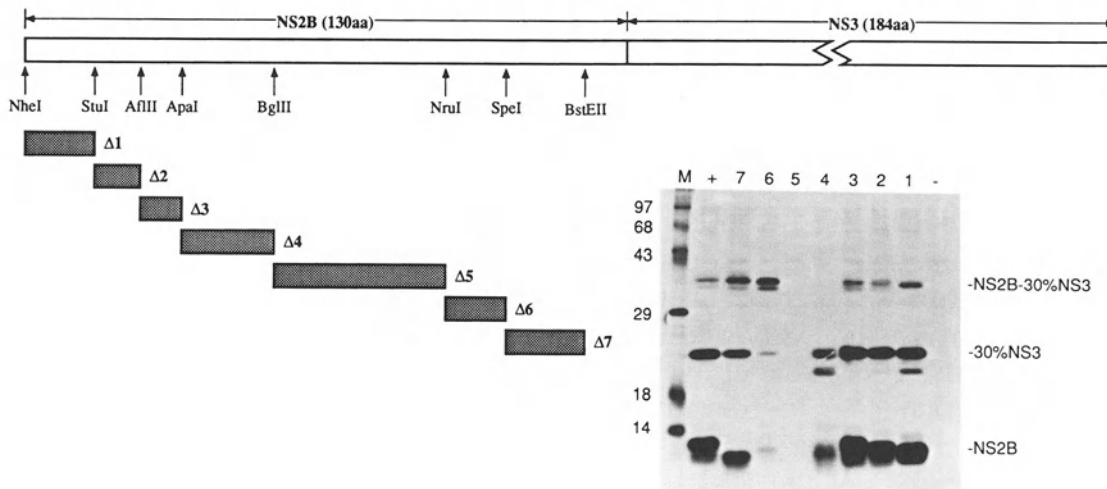 NS2B (130aa) NS3 (184aa)
NheI StuI AflII ApaI BglII NruI SpeI BstEII
Δ1
Δ2
Δ3
Δ4
Δ5
Δ6
Δ7
M + 7 6 5 4 3 2 1 -
97
68
43
-NS2B-30%NS3
29
-30%NS3
18
14
-NS2B